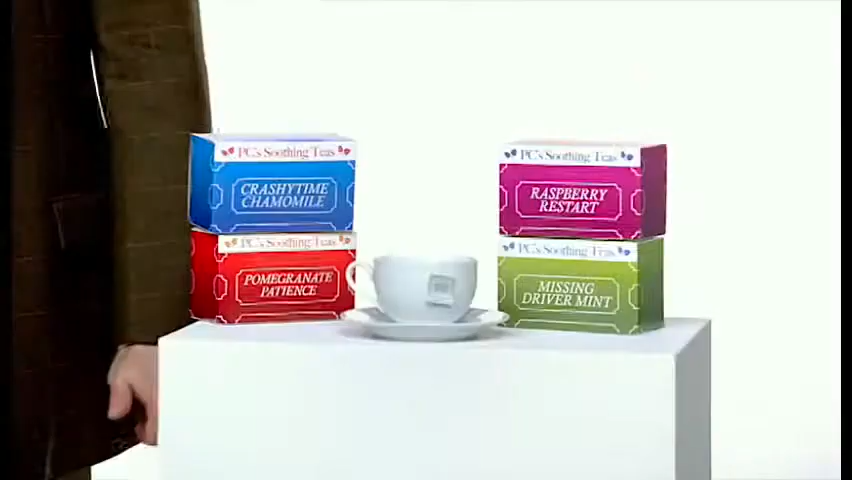 PC's Soothing Teas
CRASHYTIME
CHAMOMILE
PC's Soothing Teas
POMEGRANATE
PATIENCE
PC's Soothing Teas
RASPBERRY
RESTART
PC's Soothing Teas
MISSING
DRIVER MINT